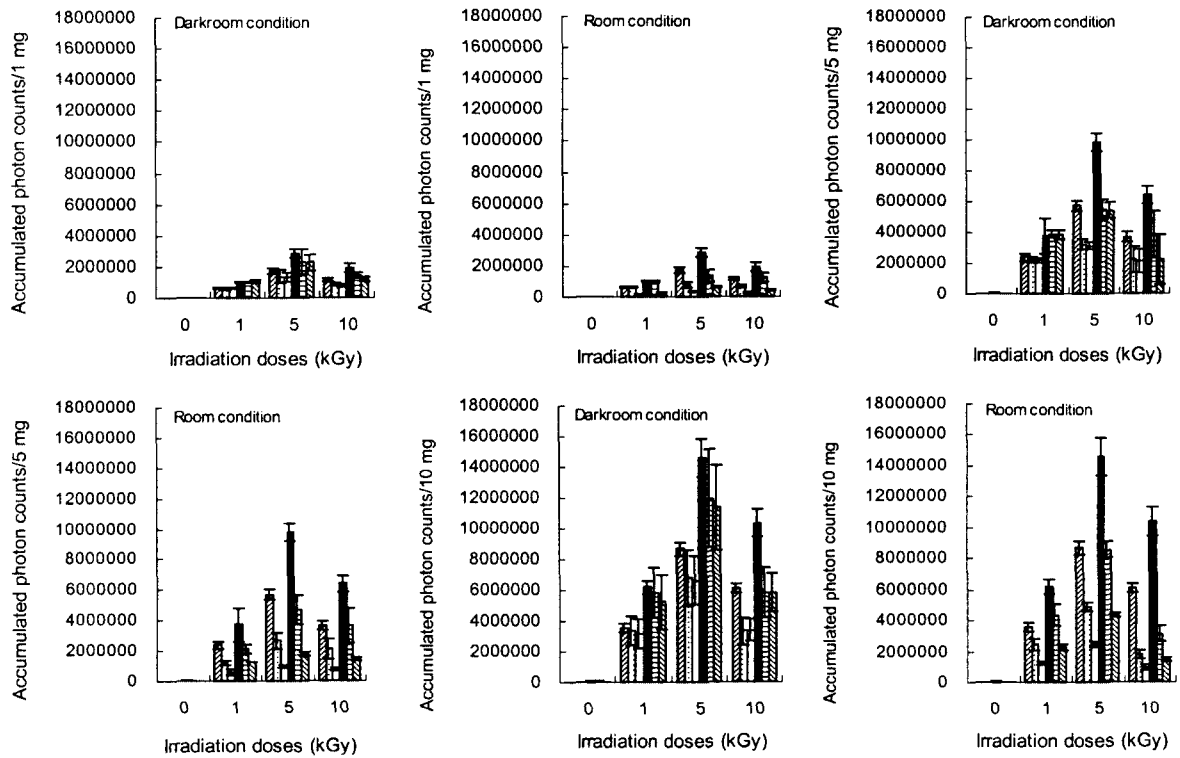 Accumulated photon counts/1 mg
18000000
16000000
14000000
12000000
10000000
8000000
6000000
4000000
2000000
0
Darkroom condition
0 1 5 10
Irradiation doses (kGy)
Accumulated photon counts/1 mg
18000000
16000000
14000000
12000000
10000000
8000000
6000000
4000000
2000000
0
Room condition
0 1 5 10
Irradiation doses (kGy)
Accumulated photon counts/5 mg
18000000
16000000
14000000
12000000
10000000
8000000
6000000
4000000
2000000
0
Darkroom condition
0 1 5 10
Irradiation doses (kGy)
Accumulated photon counts/5 mg
18000000
16000000
14000000
12000000
10000000
8000000
6000000
4000000
2000000
0
Room condition
0 1 5 10
Irradiation doses (kGy)
Accumulated photon counts/10 mg
18000000
16000000
14000000
12000000
10000000
8000000
6000000
4000000
2000000
0
Darkroom condition
0 1 5 10
Irradiation doses (kGy)
Accumulated photon counts/10 mg
18000000
16000000
14000000
12000000
10000000
8000000
6000000
4000000
2000000
0
Room condition
0 1 5 10
Irradiation doses (kGy)